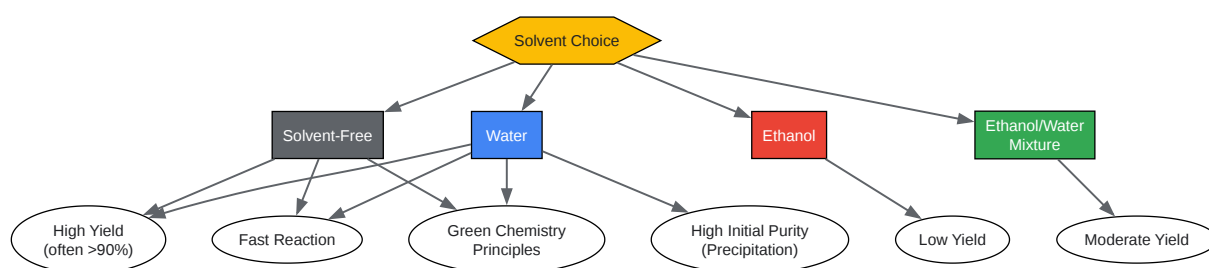 Solvent Choice
Solvent-Free
Water
Ethanol
Ethanol/Water
Mixture
High Yield
(often >90%)
Fast Reaction
Green Chemistry
Principles
High Initial Purity
(Precipitation)
Low Yield
Moderate Yield